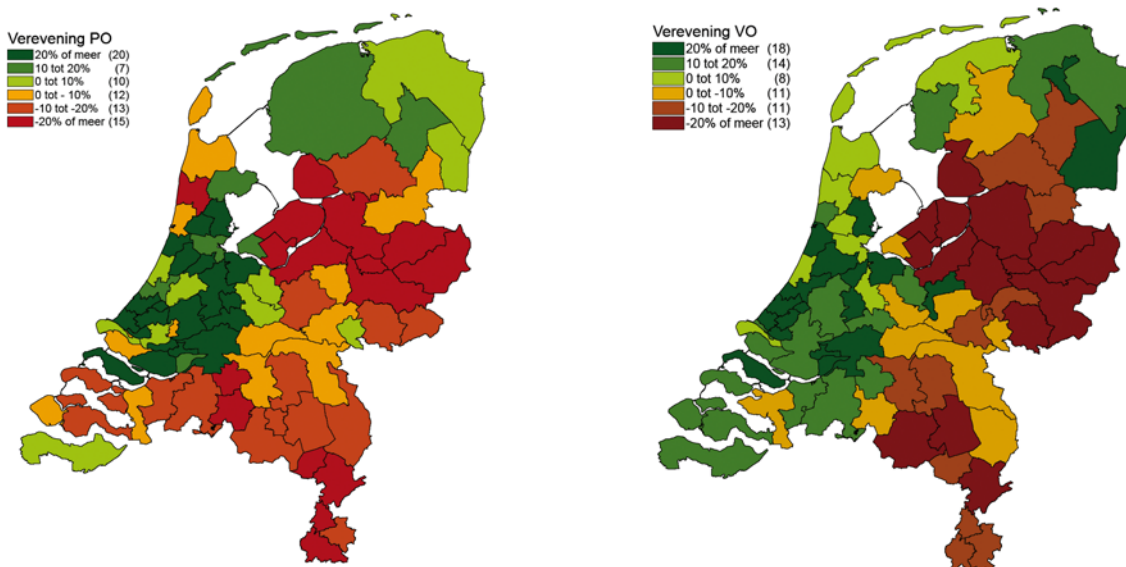 Verevening PO
20% of meer (20)
10 tot 20% (7)
0 tot 10% (10)
0 tot - 10% (12)
-10 tot -20% (13)
-20% of meer (15)
Verevening VO
20% of meer (18)
10 tot 20% (14)
0 tot 10% (8)
0 tot -10% (11)
-10 tot -20% (11)
-20% of meer (13)